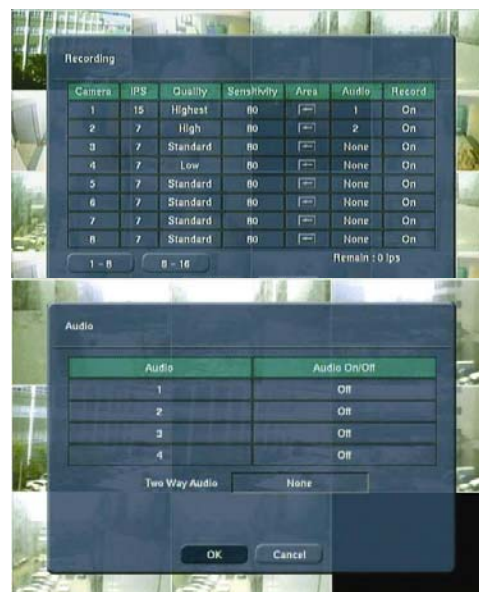 Recording
Camera IPS Quality Sensitivity Area Audio Record
1 15 Highest 80 1 On
2 7 High 80 2 On
3 7 Standard 80 None On
4 7 Low 80 None On
5 7 Standard 80 None On
6 7 Standard 80 None On
7 7 Standard 80 None On
8 7 Standard 80 None On
1 - 8 8 - 16 Remain : 0 Ips
Audio
Audio Audio On/Off
1 Off
2 Off
3 Off
4 Off
Two Way Audio None
OK Cancel